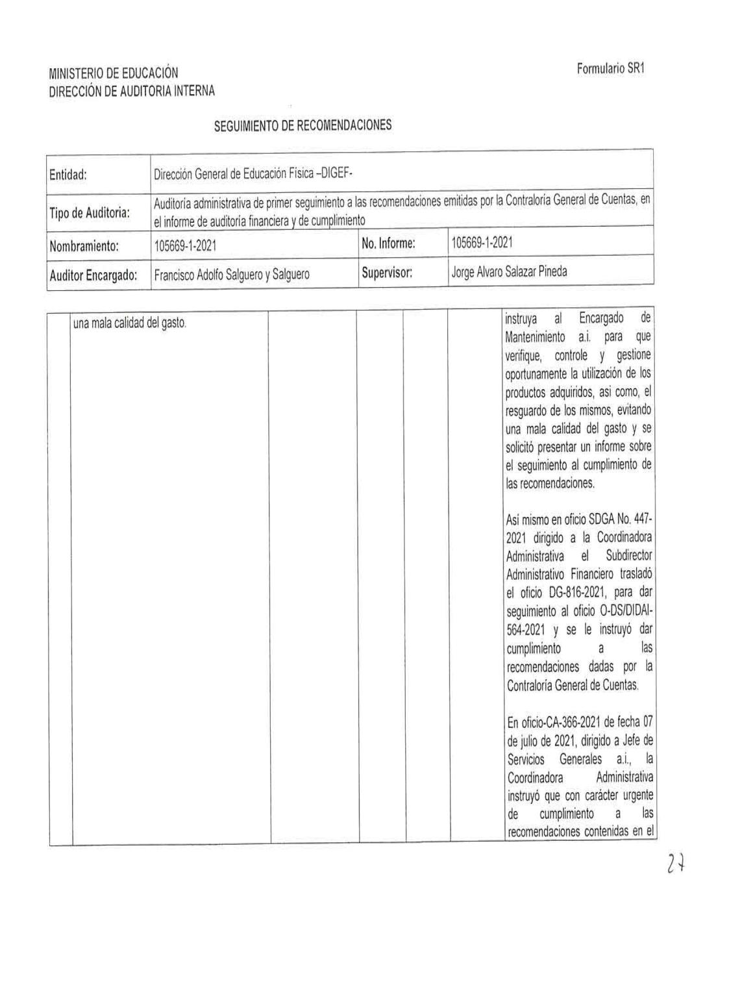 MINISTERIO DE EDUCACIÓN
DIRECCIÓN DE AUDITORIA INTERNA
Formulario SR1
SEGUIMIENTO DE RECOMENDACIONES
Entidad: Dirección General de Educación Física –DIGEF-
Tipo de Auditoria: Auditoría administrativa de primer seguimiento a las recomendaciones emitidas por la Contraloría General de Cuentas, en
el informe de auditoría financiera y de cumplimiento
Nombramiento: 105669-1-2021 No. Informe: 105669-1-2021
Auditor Encargado: Francisco Adolfo Salguero y Salguero Supervisor: Jorge Alvaro Salazar Pineda
una mala calidad del gasto.
instruya al Encargado de
Mantenimiento a.i. para que
verifique, controle y gestione
oportunamente la utilización de los
productos adquiridos, asi como, el
resguardo de los mismos, evitando
una mala calidad del gasto y se
solicitó presentar un informe sobre
el seguimiento al cumplimiento de
las recomendaciones.
Asi mismo en oficio SDGA No. 447-
2021 dirigido a la Coordinadora
Administrativa el Subdirector
Administrativo Financiero trasladó
el oficio DG-816-2021, para dar
seguimiento al oficio O-DS/DIDAI-
564-2021 y se le instruyó dar
cumplimiento a las
recomendaciones dadas por la
Contraloría General de Cuentas.
En oficio-CA-366-2021 de fecha 07
de julio de 2021, dirigido a Jefe de
Servicios Generales a.i., la
Coordinadora Administrativa
instruyó que con carácter urgente
de cumplimiento a las
recomendaciones contenidas en el
27